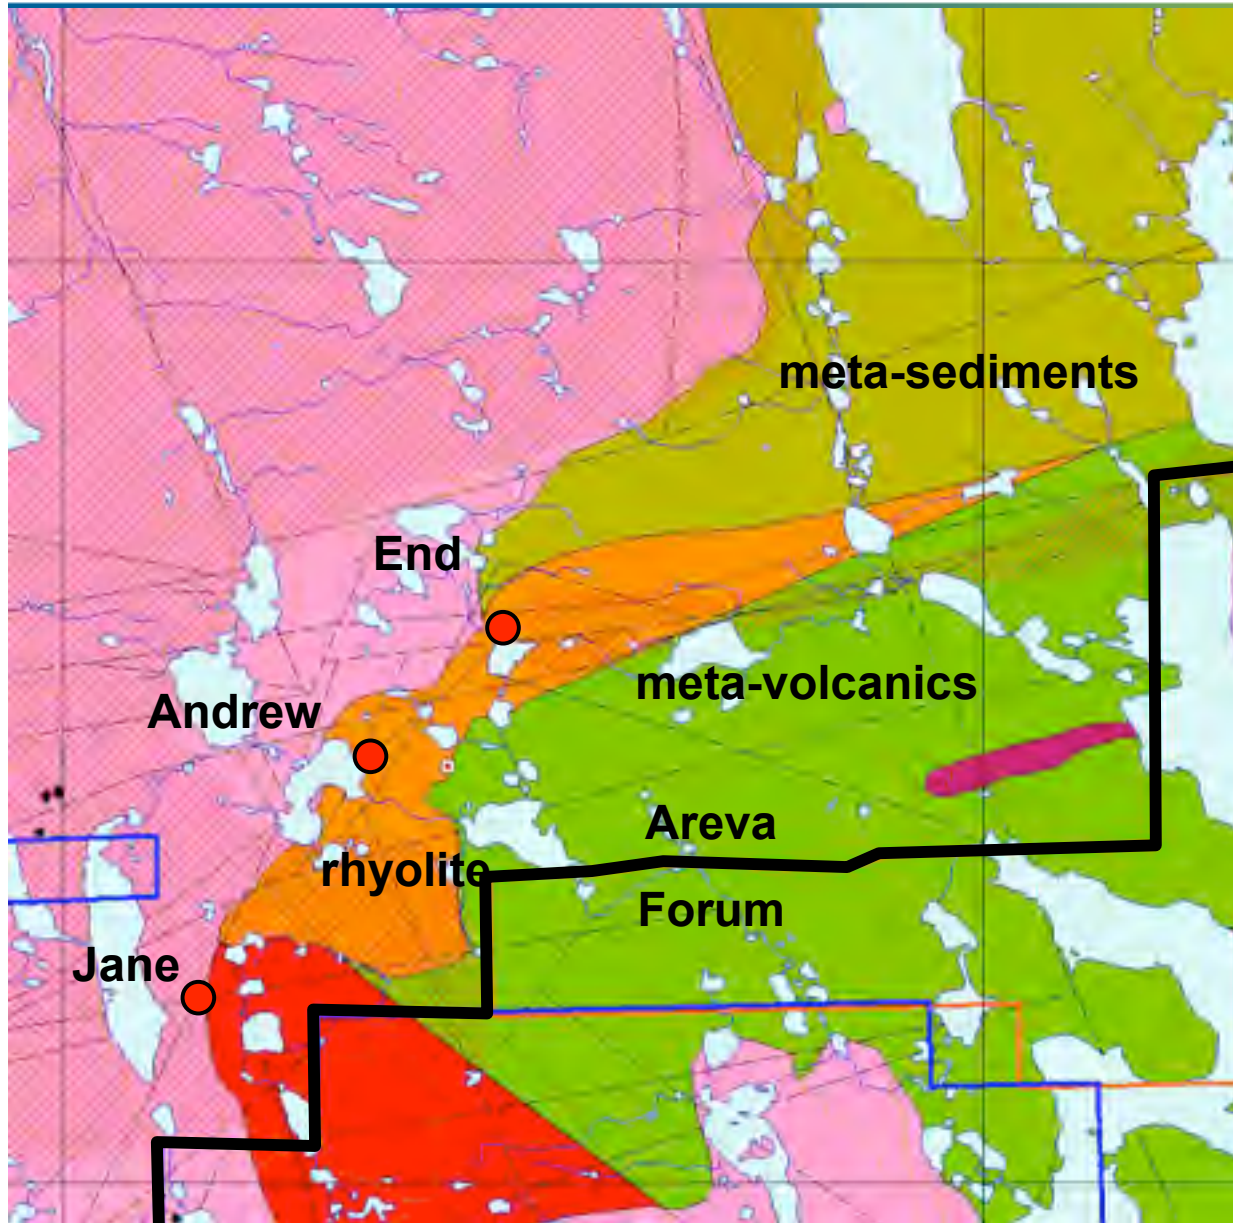 meta-sediments
End
meta-volcanics
Andrew
Areva
rhyolite
Forum
Jane